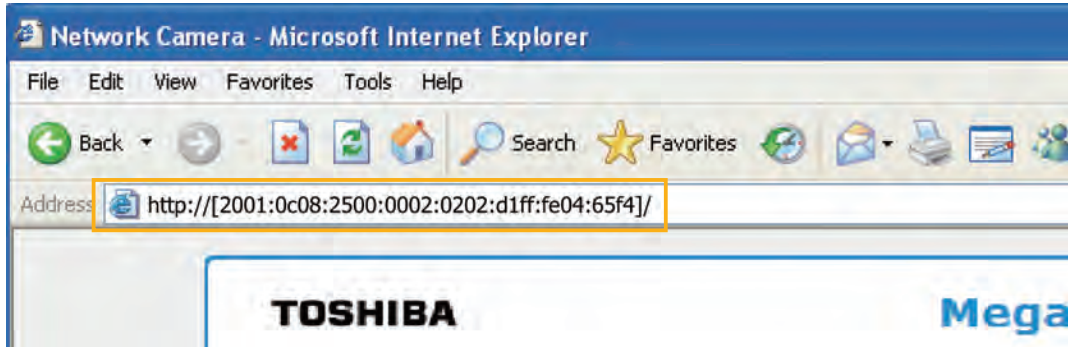 Network Camera - Microsoft Internet Explorer
File Edit View Favorites Tools Help
Back Search Favorites
Address http://[2001:0c08:2500:0002:0202:d1ff:fe04:65f4]/
TOSHIBA Mega